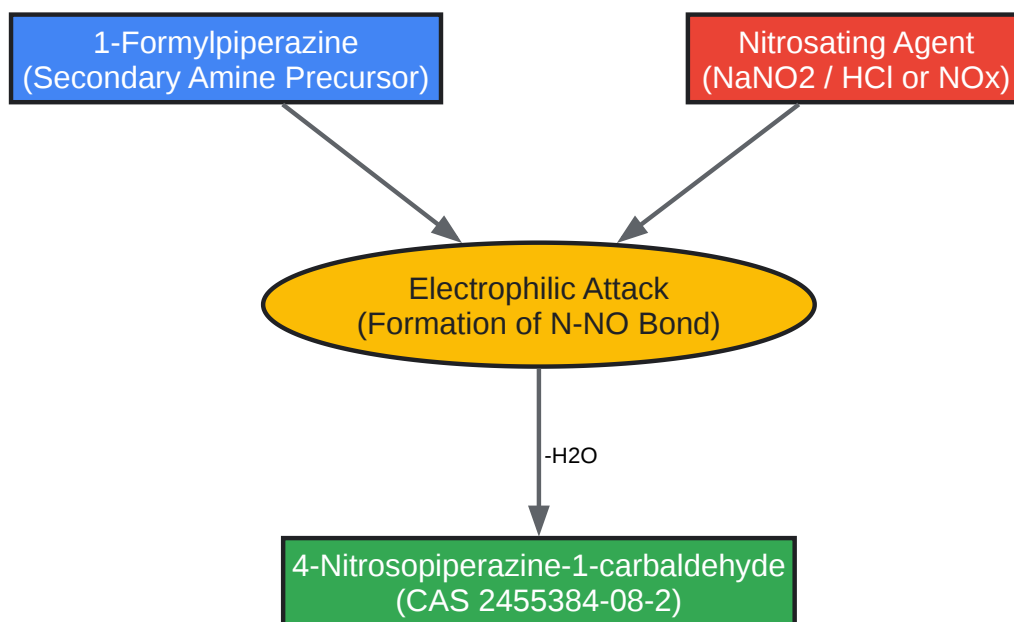 1-Formylpiperazine
(Secondary Amine Precursor)
Nitrosating Agent
(NaNO2 / HCl or NOx)
Electrophilic Attack
(Formation of N-NO Bond)
-H2O
4-Nitrosopiperazine-1-carbaldehyde
(CAS 2455384-08-2)